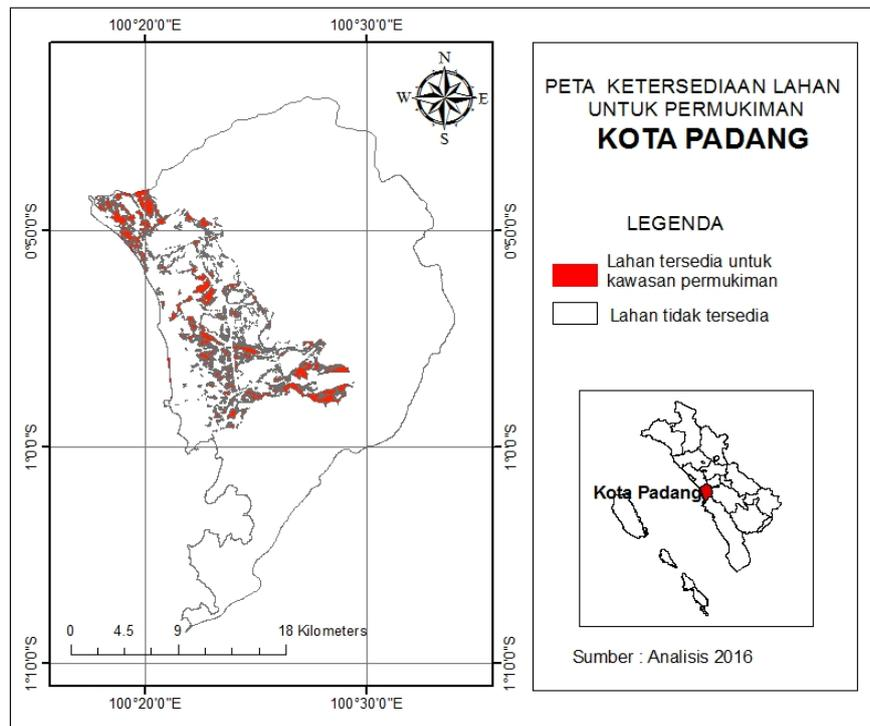 100°20'0"E 100°30'0"E
N
W E
S
0°50'0"S 0°50'0"S
1°0'0"S 1°0'0"S
0 4.5 9 18 Kilometers
1°10'0"S 1°10'0"S
100°20'0"E 100°30'0"E
PETA KETERSEDIAAN LAHAN
UNTUK PERMUKIMAN
KOTA PADANG
LEGENDA
Lahan tersedia untuk
kawasan permukiman
Lahan tidak tersedia
Kota Padang
Sumber : Analisis 2016